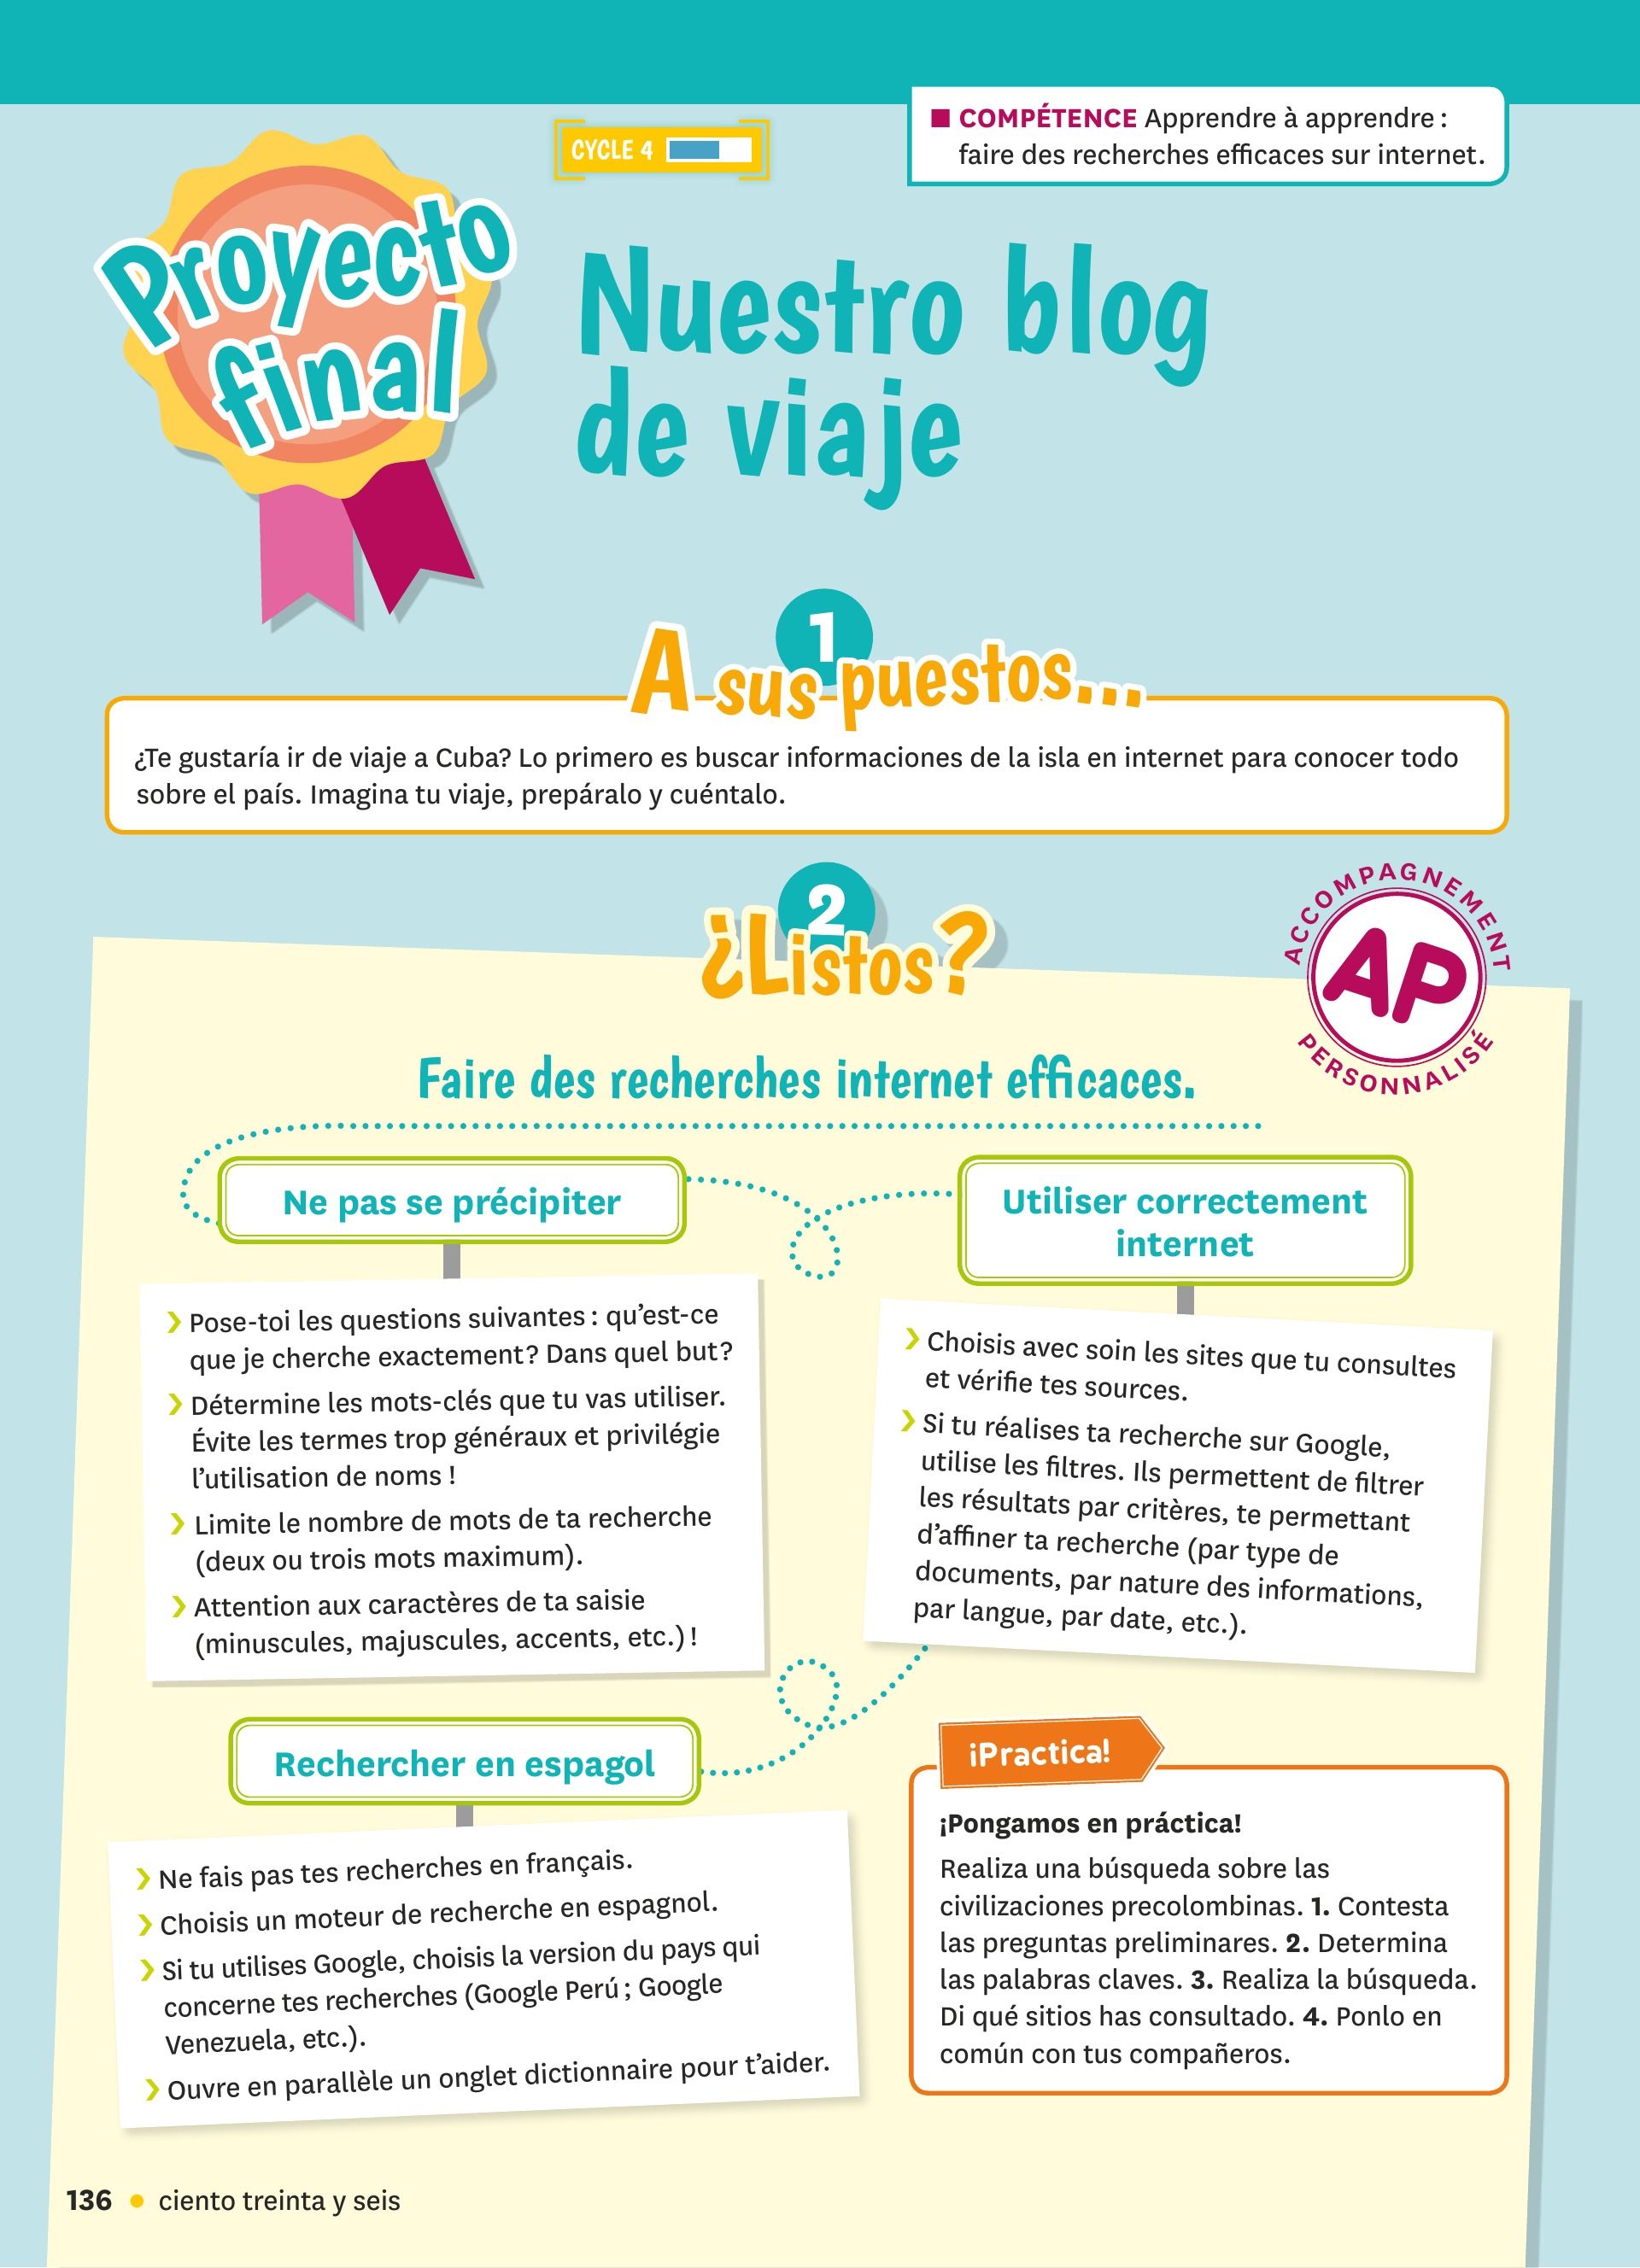 CYCLE 4
COMPÉTENCE Apprendre à apprendre :
faire des recherches efficaces sur internet.
Proyecto
final
Nuestro blog
de viaje
1
A sus puestos...
¿Te gustaría ir de viaje a Cuba? Lo primero es buscar informaciones de la isla en internet para conocer todo
sobre el país. Imagina tu viaje, prepáralo y cuéntalo.
2
¿Listos?
ACCOMPAGNEMENT
AP
PERSONNALISÉ
Faire des recherches internet efficaces.
Ne pas se précipiter
Pose-toi les questions suivantes : qu’est-ce
que je cherche exactement? Dans quel but?
Détermine les mots-clés que tu vas utiliser.
Évite les termes trop généraux et privilégie
l’utilisation de noms !
Limite le nombre de mots de ta recherche
(deux ou trois mots maximum).
Attention aux caractères de ta saisie
(minuscules, majuscules, accents, etc.) !
Utiliser correctement
internet
Choisis avec soin les sites que tu consultes
et vérifie tes sources.
Si tu réalises ta recherche sur Google,
utilise les filtres. Ils permettent de filtrer
les résultats par critères, te permettant
d’affiner ta recherche (par type de
documents, par nature des informations,
par langue, par date, etc.).
Rechercher en espagol
Ne fais pas tes recherches en français.
Choisis un moteur de recherche en espagnol.
Si tu utilises Google, choisis la version du pays qui
concerne tes recherches (Google Perú ; Google
Venezuela, etc.).
Ouvre en parallèle un onglet dictionnaire pour t’aider.
¡Practica!
¡Pongamos en práctica!
Realiza una búsqueda sobre las
civilizaciones precolombinas. 1. Contesta
las preguntas preliminares. 2. Determina
las palabras claves. 3. Realiza la búsqueda.
Di qué sitios has consultado. 4. Ponlo en
común con tus compañeros.
136 • ciento treinta y seis